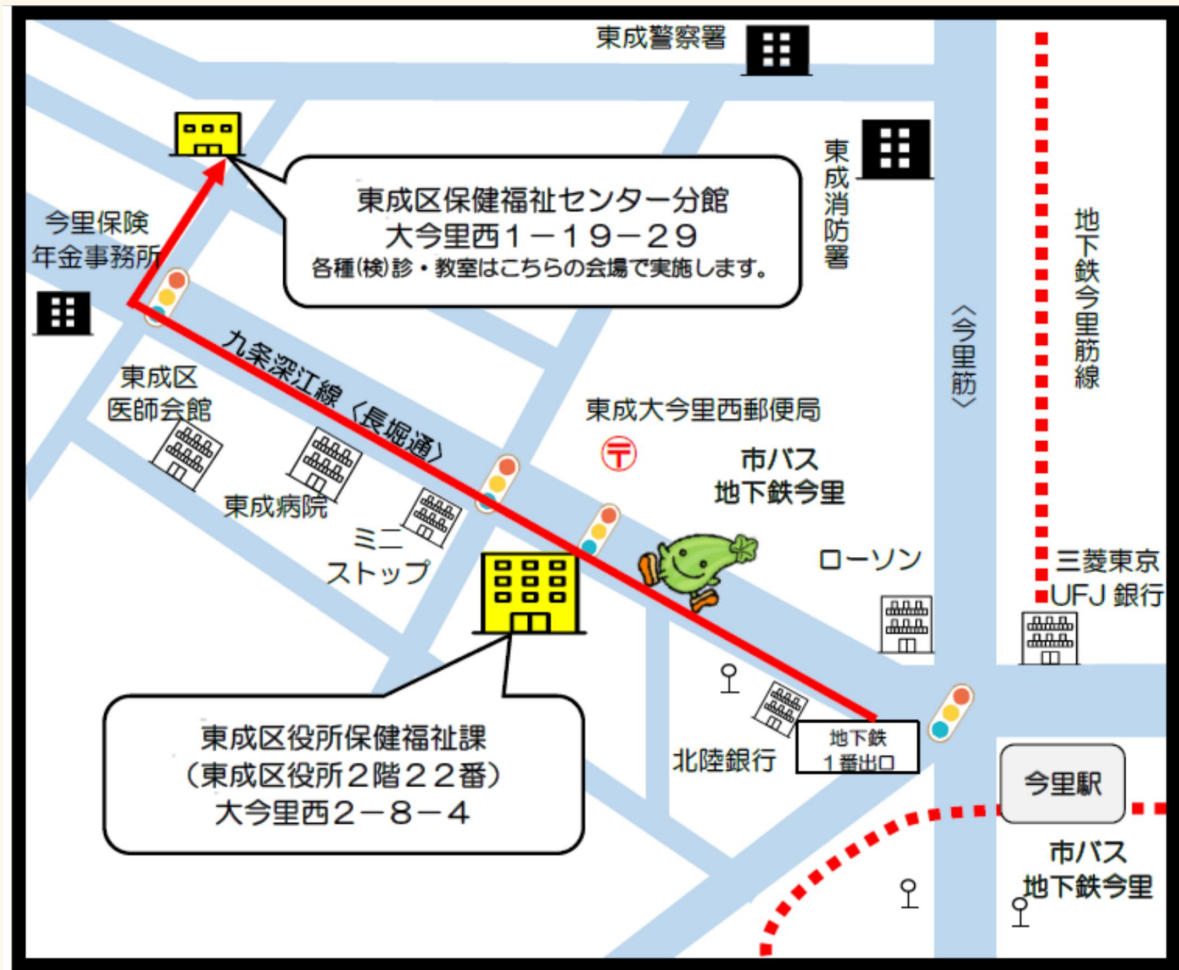 東成警察署
東成消防署
地下鉄今里筋線
〈今里筋〉
東成区保健福祉センター分館
大今里西1－19－29
各種(検)診・教室はこちらの会場で実施します。
今里保険
年金事務所
九条深江線〈長堀通〉
東成区
医師会館
東成病院
ミニ
ストップ
東成大今里西郵便局
〒
市バス
地下鉄今里
ローソン
三菱東京
UFJ 銀行
東成区役所保健福祉課
（東成区役所2階22番）
大今里西2－8－4
北陸銀行
地下鉄
1番出口
今里駅
市バス
地下鉄今里